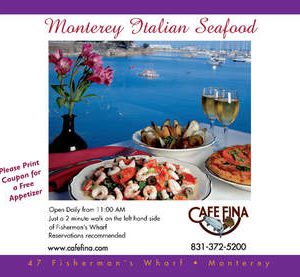 Monterey Italian Seafood
Please Print
Coupon for
a Free
Appetizer
Open Daily from 11:00 AM
Just a 2 minute walk on the left hand side
of Fisherman's Wharf
Reservations recommended
www.cafefina.com
CAFE FINA
831-372-5200
47 Fisherman's Wharf • Monterey